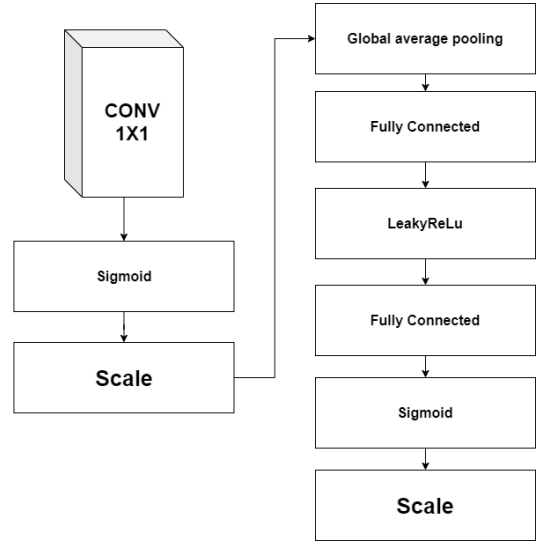 CONV
1X1
Sigmoid
Scale
Global average pooling
Fully Connected
LeakyReLu
Fully Connected
Sigmoid
Scale